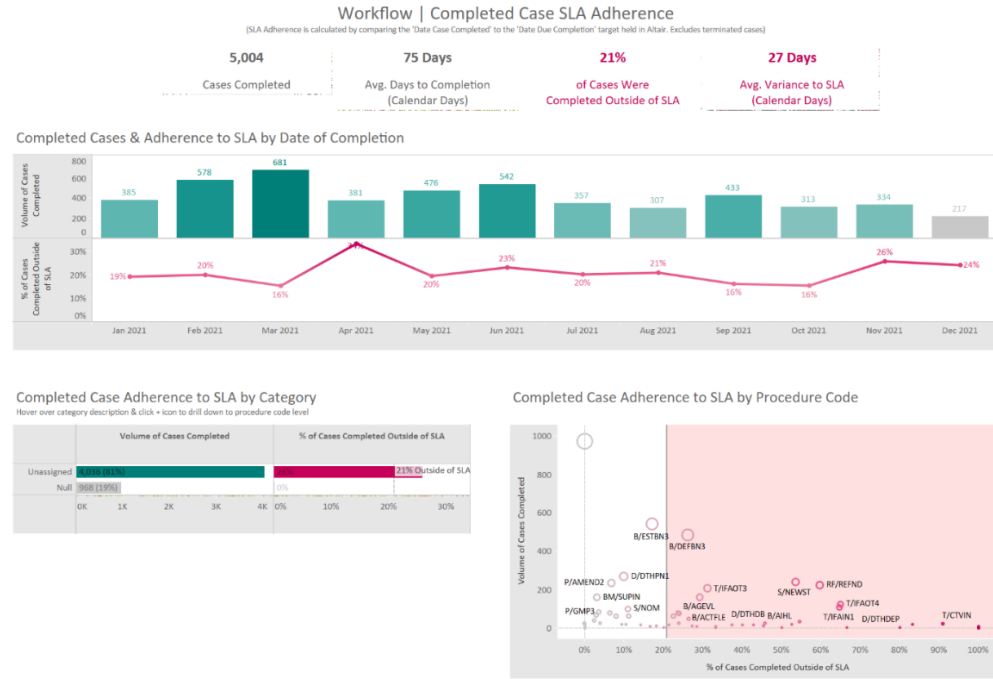 Workflow | Completed Case SLA Adherence
(SLA Adherence is calculated by comparing the 'Date Case Completed' to the 'Date Due Completion' target held in Altair. Excludes terminated cases)
5,004
Cases Completed
75 Days
Avg. Days to Completion
(Calendar Days)
21%
of Cases Were
Completed Outside of SLA
27 Days
Avg. Variance to SLA
(Calendar Days)
Completed Cases & Adherence to SLA by Date of Completion
Volume of Cases
Completed
800
600
400
200
0
385
578
681
381
476
542
357
307
433
313
334
217
% of Cases
Completed Outside
of SLA
30%
20%
10%
0%
19%
20%
16%
20%
23%
20%
21%
16%
16%
26%
24%
Jan 2021
Feb 2021
Mar 2021
Apr 2021
May 2021
Jun 2021
Jul 2021
Aug 2021
Sep 2021
Oct 2021
Nov 2021
Dec 2021
Completed Case Adherence to SLA by Category
Hover over category description & click + icon to drill down to procedure code level
Volume of Cases Completed
% of Cases Completed Outside of SLA
Unassigned
4,036 (81%)
21% Outside of SLA
Null
968 (19%)
0%
0K
1K
2K
3K
4K
0%
10%
20%
30%
Completed Case Adherence to SLA by Procedure Code
Volume of Cases Completed
1000
800
600
400
200
0
B/ESTBN3
B/DEFBN3
P/AMEND2
D/DTHPN1
T/IFAOT3
S/NEWST
RF/REFND
BM/SUPIN
P/GMP3
S/NOM
B/AGEVL
B/ACTFLE
D/DTHDB
B/AIHL
T/IFAOT4
T/IFAIN1
D/DTHDEP
T/CTVIN
0%
10%
20%
30%
40%
50%
60%
70%
80%
90%
100%
% of Cases Completed Outside of SLA